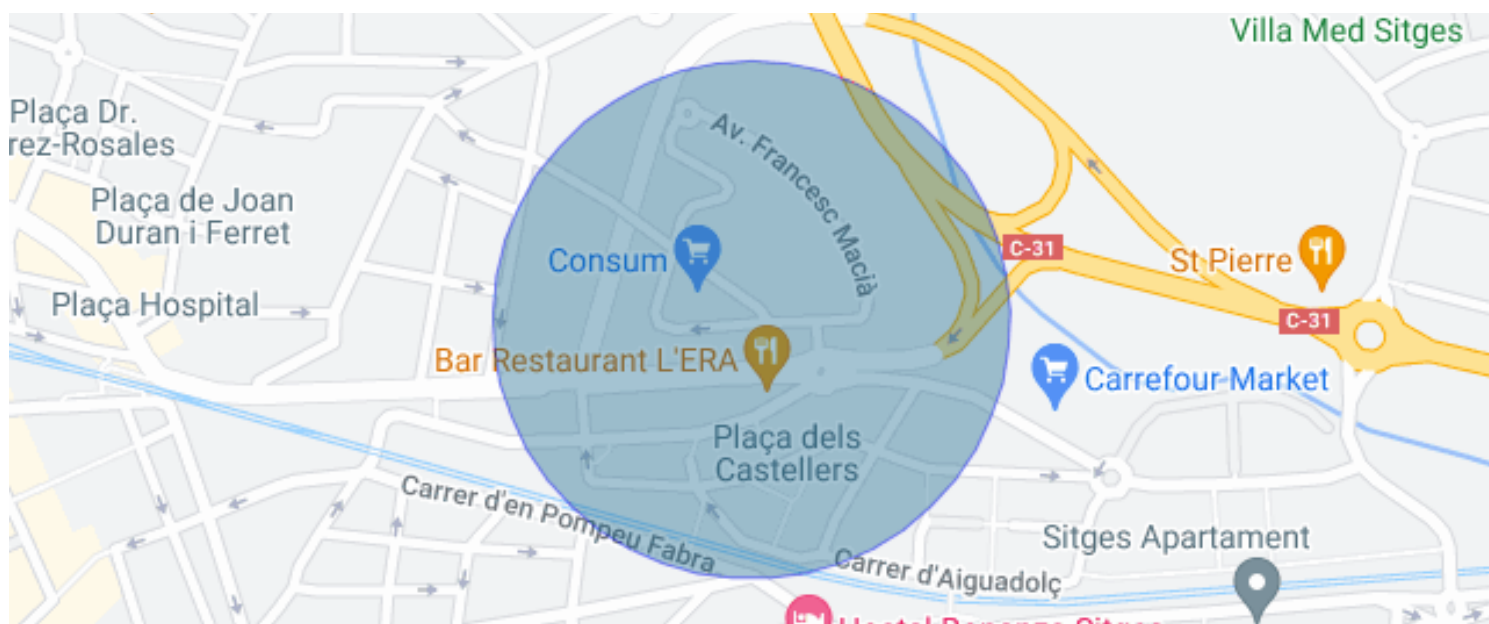 Villa Med Sitges
Plaça Dr.
rez-Rosales
Av. Francesc Macià
Plaça de Joan
Duran i Ferret
Consum
C-31
St Pierre
Plaça Hospital
C-31
Bar Restaurant L'ERA
Carrefour Market
Plaça dels
Castellers
Carrer d'en Pompeu Fabra
Sitges Apartament
Carrer d'Aiguadolç